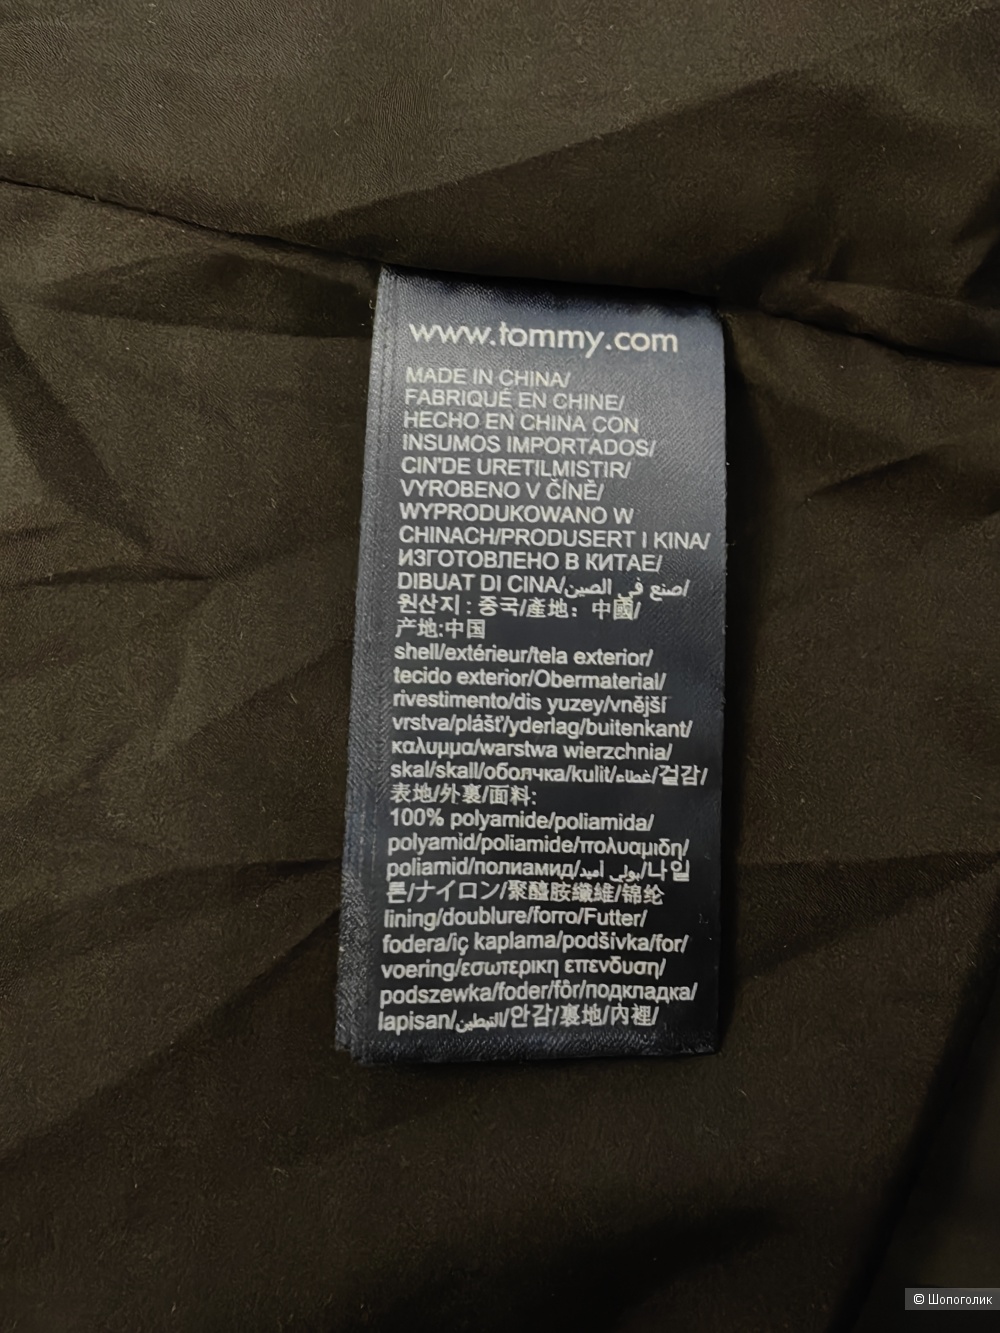 www.tommy.com
MADE IN CHINA/
FABRIQUÉ EN CHINE/
HECHO EN CHINA CON
INSUMOS IMPORTADOS/
CIN'DE URETILMISTIR/
VYROBENO V ČÍNĚ/
WYPRODUKOWANO W
CHINACH/PRODUSERT I KINA/
ИЗГОТОВЛЕНО В КИТАЕ/
DIBUAT DI CINA/صنع في الصين/
원산지 : 중국/產地：中國/
产地:中国
shell/extérieur/tela exterior/
tecido exterior/Obermaterial/
rivestimento/dis yuzey/vnější
vrstva/plášť/yderlag/buitenkant/
καλυμμα/warstwa wierzchnia/
skal/skall/оболчка/kulit/غطاء/겉감/
表地/外裏/面料:
100% polyamide/poliamida/
polyamid/poliamide/πολυαμιδη/
poliamid/полиамид/بولي أميد/나일
론/ナイロン/聚醯胺纖維/锦纶
lining/doublure/forro/Futter/
fodera/iç kaplama/podšívka/for/
voering/εσωτερικη επενδυση/
podszewka/foder/fôr/подкладка/
lapisan/التبطين/안감/裏地/內裡/
© Шопоголик